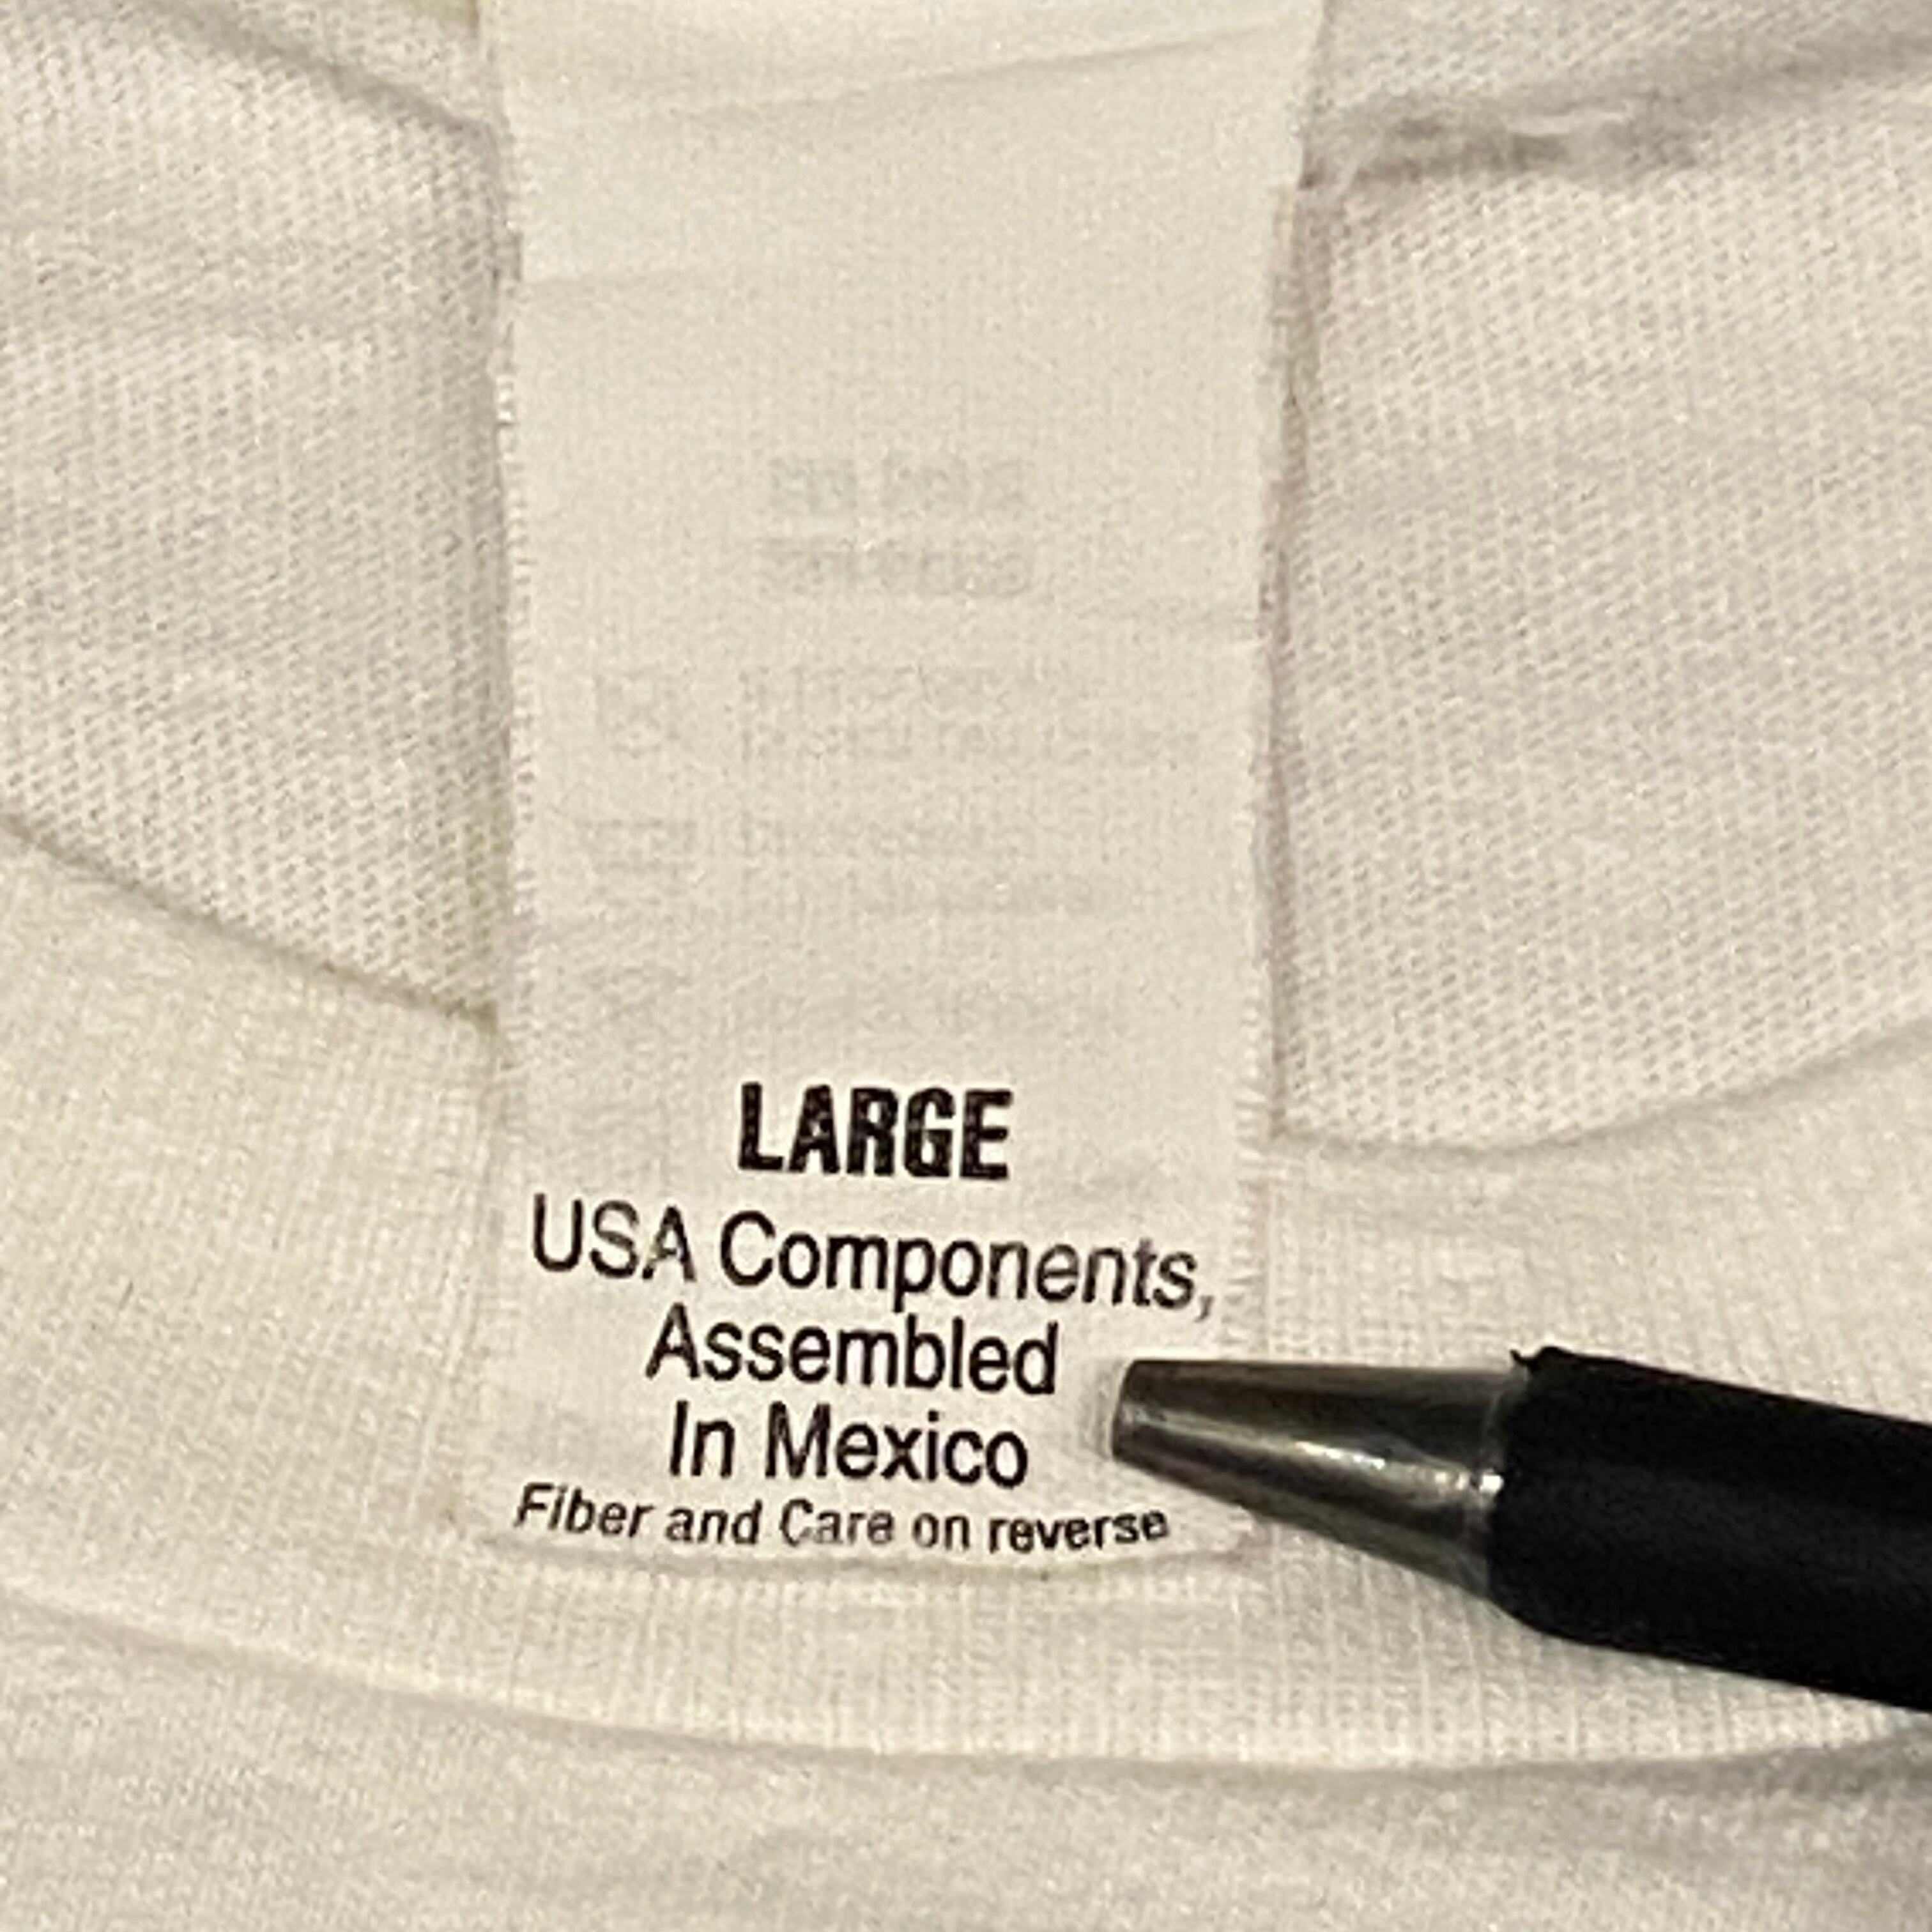 LARGE
USA Components,
Assembled
In Mexico
Fiber and Care on reverse